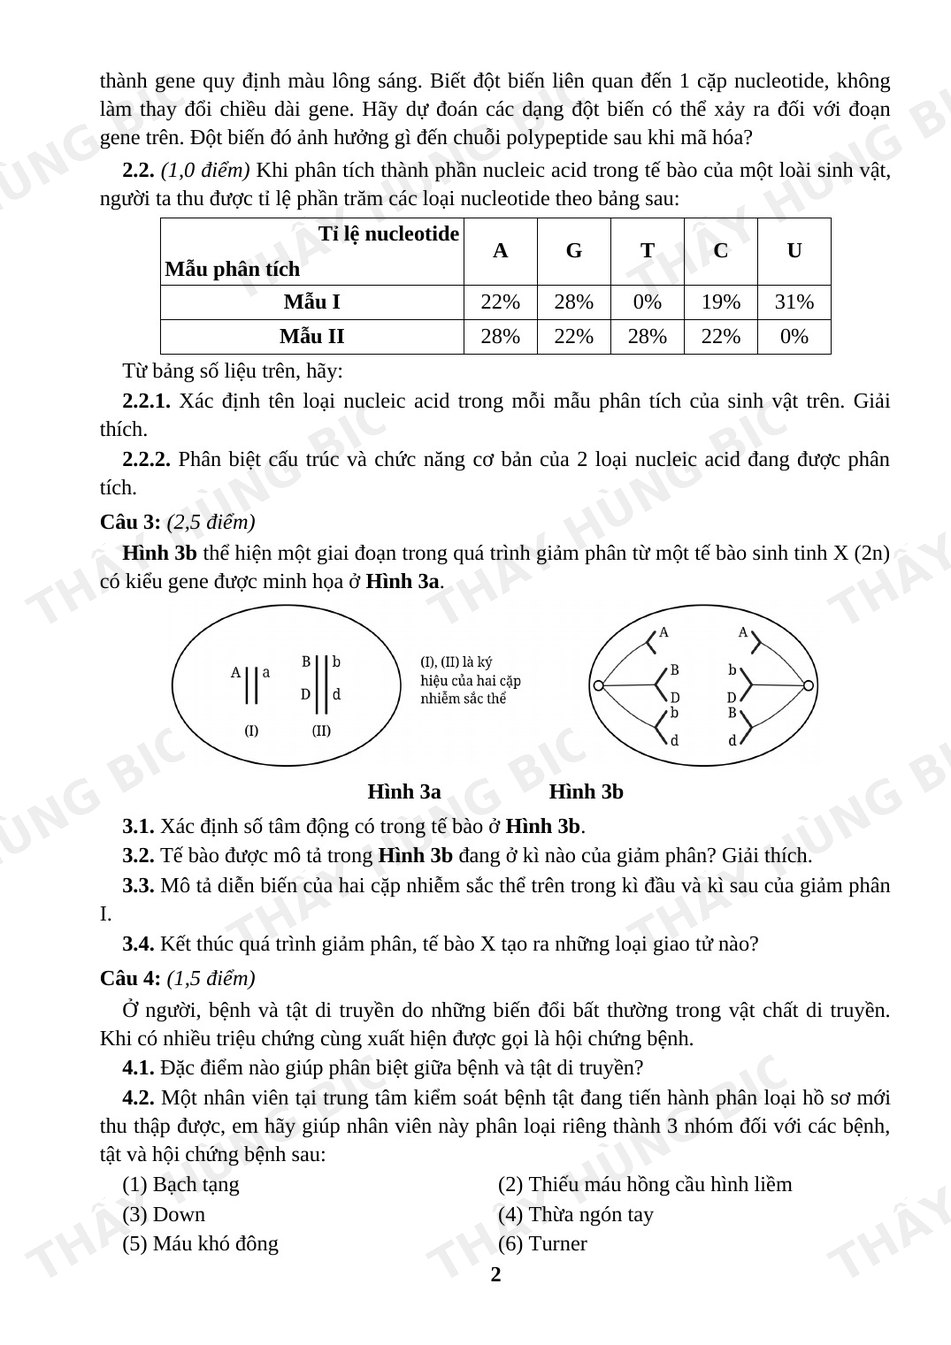 thành gene quy định màu lông sáng. Biết đột biến liên quan đến 1 cặp nucleotide, không
làm thay đổi chiều dài gene. Hãy dự đoán các dạng đột biến có thể xảy ra đối với đoạn
gene trên. Đột biến đó ảnh hưởng gì đến chuỗi polypeptide sau khi mã hóa?
2.2. (1,0 điểm) Khi phân tích thành phần nucleic acid trong tế bào của một loài sinh vật,
người ta thu được tỉ lệ phần trăm các loại nucleotide theo bảng sau:
Tỉ lệ nucleotide
Mẫu phân tích
A G T C U
Mẫu I 22% 28% 0% 19% 31%
Mẫu II 28% 22% 28% 22% 0%
Từ bảng số liệu trên, hãy:
2.2.1. Xác định tên loại nucleic acid trong mỗi mẫu phân tích của sinh vật trên. Giải
thích.
2.2.2. Phân biệt cấu trúc và chức năng cơ bản của 2 loại nucleic acid đang được phân
tích.
Câu 3: (2,5 điểm)
Hình 3b thể hiện một giai đoạn trong quá trình giảm phân từ một tế bào sinh tinh X (2n)
có kiểu gene được minh họa ở Hình 3a.
A a
B b
D d
(I) (II)
(I), (II) là ký
hiệu của hai cặp
nhiễm sắc thể
A A
B b
D D
b B
d d
Hình 3a Hình 3b
3.1. Xác định số tâm động có trong tế bào ở Hình 3b.
3.2. Tế bào được mô tả trong Hình 3b đang ở kì nào của giảm phân? Giải thích.
3.3. Mô tả diễn biến của hai cặp nhiễm sắc thể trên trong kì đầu và kì sau của giảm phân
I.
3.4. Kết thúc quá trình giảm phân, tế bào X tạo ra những loại giao tử nào?
Câu 4: (1,5 điểm)
Ở người, bệnh và tật di truyền do những biến đổi bất thường trong vật chất di truyền.
Khi có nhiều triệu chứng cùng xuất hiện được gọi là hội chứng bệnh.
4.1. Đặc điểm nào giúp phân biệt giữa bệnh và tật di truyền?
4.2. Một nhân viên tại trung tâm kiểm soát bệnh tật đang tiến hành phân loại hồ sơ mới
thu thập được, em hãy giúp nhân viên này phân loại riêng thành 3 nhóm đối với các bệnh,
tật và hội chứng bệnh sau:
(1) Bạch tạng (2) Thiếu máu hồng cầu hình liềm
(3) Down (4) Thừa ngón tay
(5) Máu khó đông (6) Turner
2
THẦY HÙNG BIC